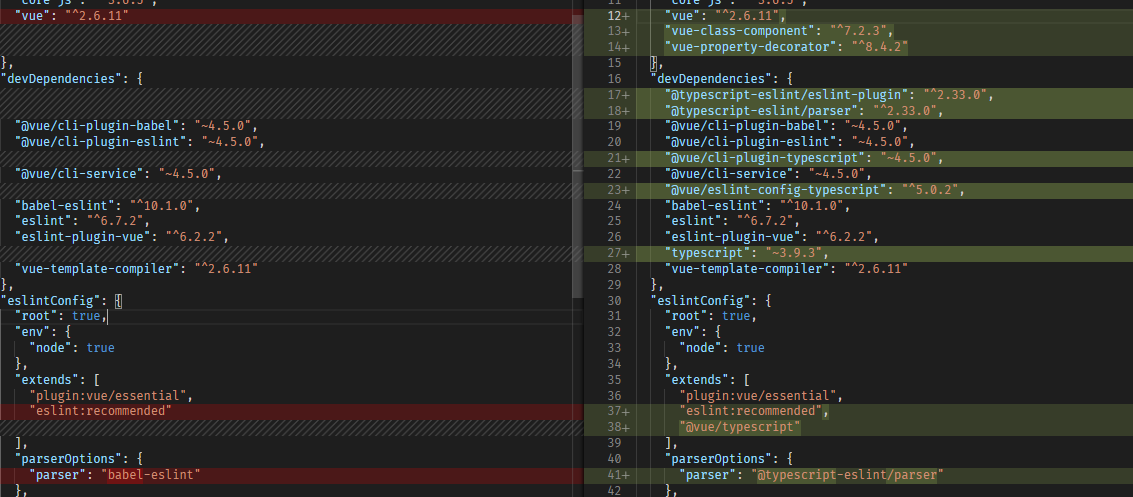 "vue": "^2.6.11"
},
"devDependencies": {
"@vue/cli-plugin-babel": "~4.5.0",
"@vue/cli-plugin-eslint": "~4.5.0",
"@vue/cli-service": "~4.5.0",
"babel-eslint": "^10.1.0",
"eslint": "^6.7.2",
"eslint-plugin-vue": "^6.2.2",
"vue-template-compiler": "^2.6.11"
},
"eslintConfig": {
"root": true,
"env": {
"node": true
},
"extends": [
"plugin:vue/essential",
"eslint:recommended"
],
"parserOptions": {
"parser": "babel-eslint"
},
11 "core-js": "^3.6.5",
12+ "vue": "^2.6.11",
13+ "vue-class-component": "^7.2.3",
14+ "vue-property-decorator": "^8.4.2"
15 },
16 "devDependencies": {
17+ "@typescript-eslint/eslint-plugin": "^2.33.0",
18+ "@typescript-eslint/parser": "^2.33.0",
19 "@vue/cli-plugin-babel": "~4.5.0",
20 "@vue/cli-plugin-eslint": "~4.5.0",
21+ "@vue/cli-plugin-typescript": "~4.5.0",
22 "@vue/cli-service": "~4.5.0",
23+ "@vue/eslint-config-typescript": "^5.0.2",
24 "babel-eslint": "^10.1.0",
25 "eslint": "^6.7.2",
26 "eslint-plugin-vue": "^6.2.2",
27+ "typescript": "~3.9.3",
28 "vue-template-compiler": "^2.6.11"
29 },
30 "eslintConfig": {
31 "root": true,
32 "env": {
33 "node": true
34 },
35 "extends": [
36 "plugin:vue/essential",
37+ "eslint:recommended",
38+ "@vue/typescript"
39 ],
40 "parserOptions": {
41+ "parser": "@typescript-eslint/parser"
42 },